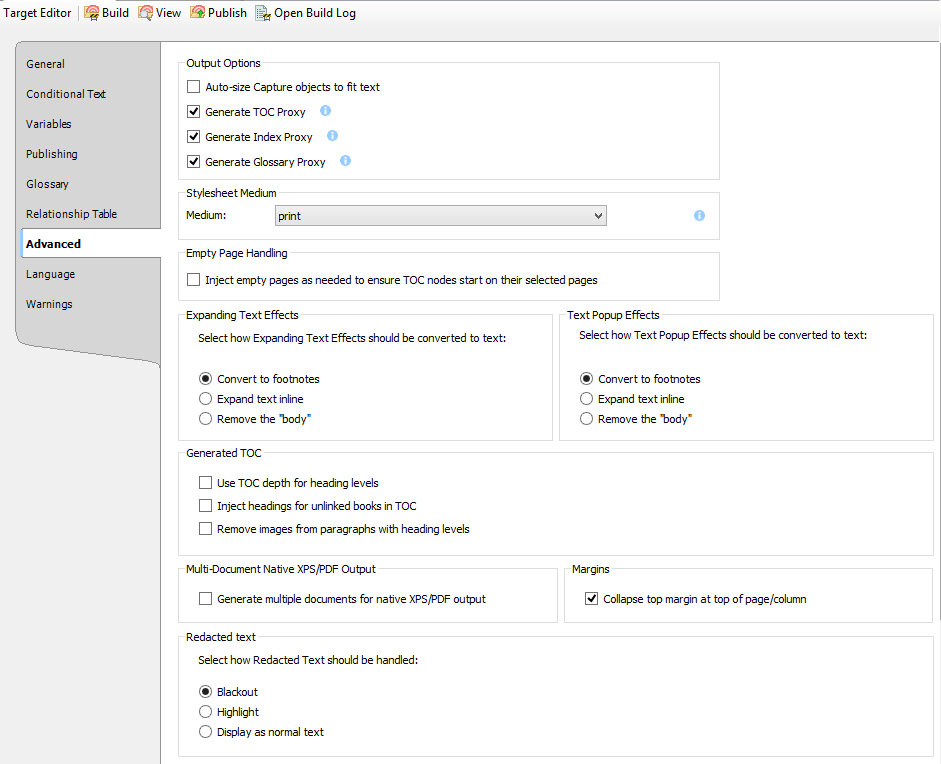 Target Editor Build View Publish Open Build Log
General
Conditional Text
Variables
Publishing
Glossary
Relationship Table
Advanced
Language
Warnings
Output Options
Auto-size Capture objects to fit text
Generate TOC Proxy
Generate Index Proxy
Generate Glossary Proxy
Stylesheet Medium
Medium: print
Empty Page Handling
Inject empty pages as needed to ensure TOC nodes start on their selected pages
Expanding Text Effects
Select how Expanding Text Effects should be converted to text:
Convert to footnotes
Expand text inline
Remove the "body"
Text Popup Effects
Select how Text Popup Effects should be converted to text:
Convert to footnotes
Expand text inline
Remove the "body"
Generated TOC
Use TOC depth for heading levels
Inject headings for unlinked books in TOC
Remove images from paragraphs with heading levels
Multi-Document Native XPS/PDF Output
Generate multiple documents for native XPS/PDF output
Margins
Collapse top margin at top of page/column
Redacted text
Select how Redacted Text should be handled:
Blackout
Highlight
Display as normal text